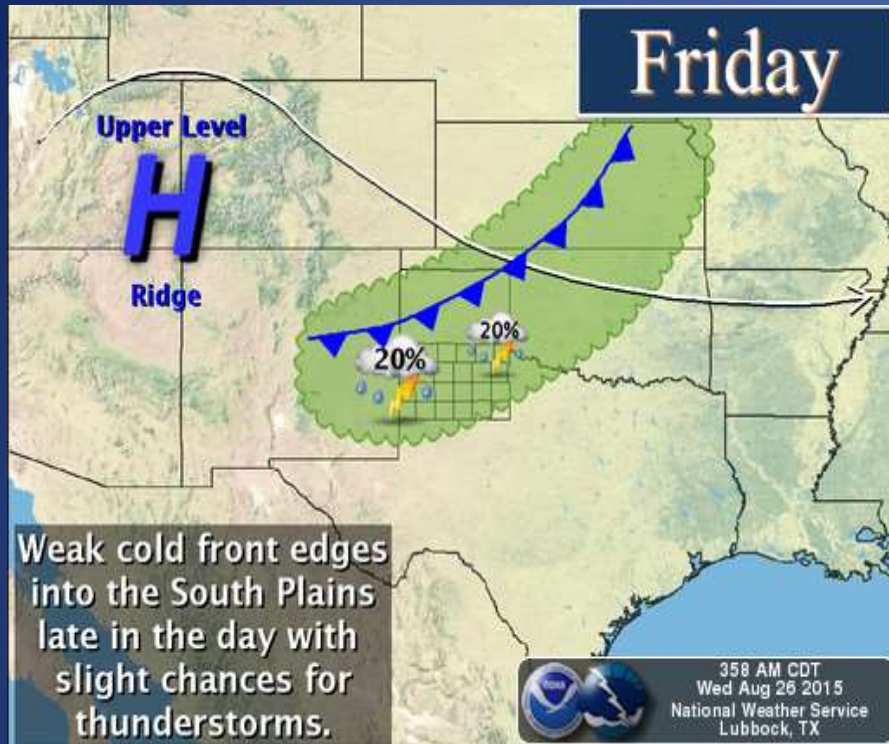 Friday
Upper Level
H
Ridge
20%
20%
Weak cold front edges
into the South Plains
late in the day with
slight chances for
thunderstorms.
NOAA
358 AM CDT
Wed Aug 26 2015
National Weather Service
Lubbock, TX